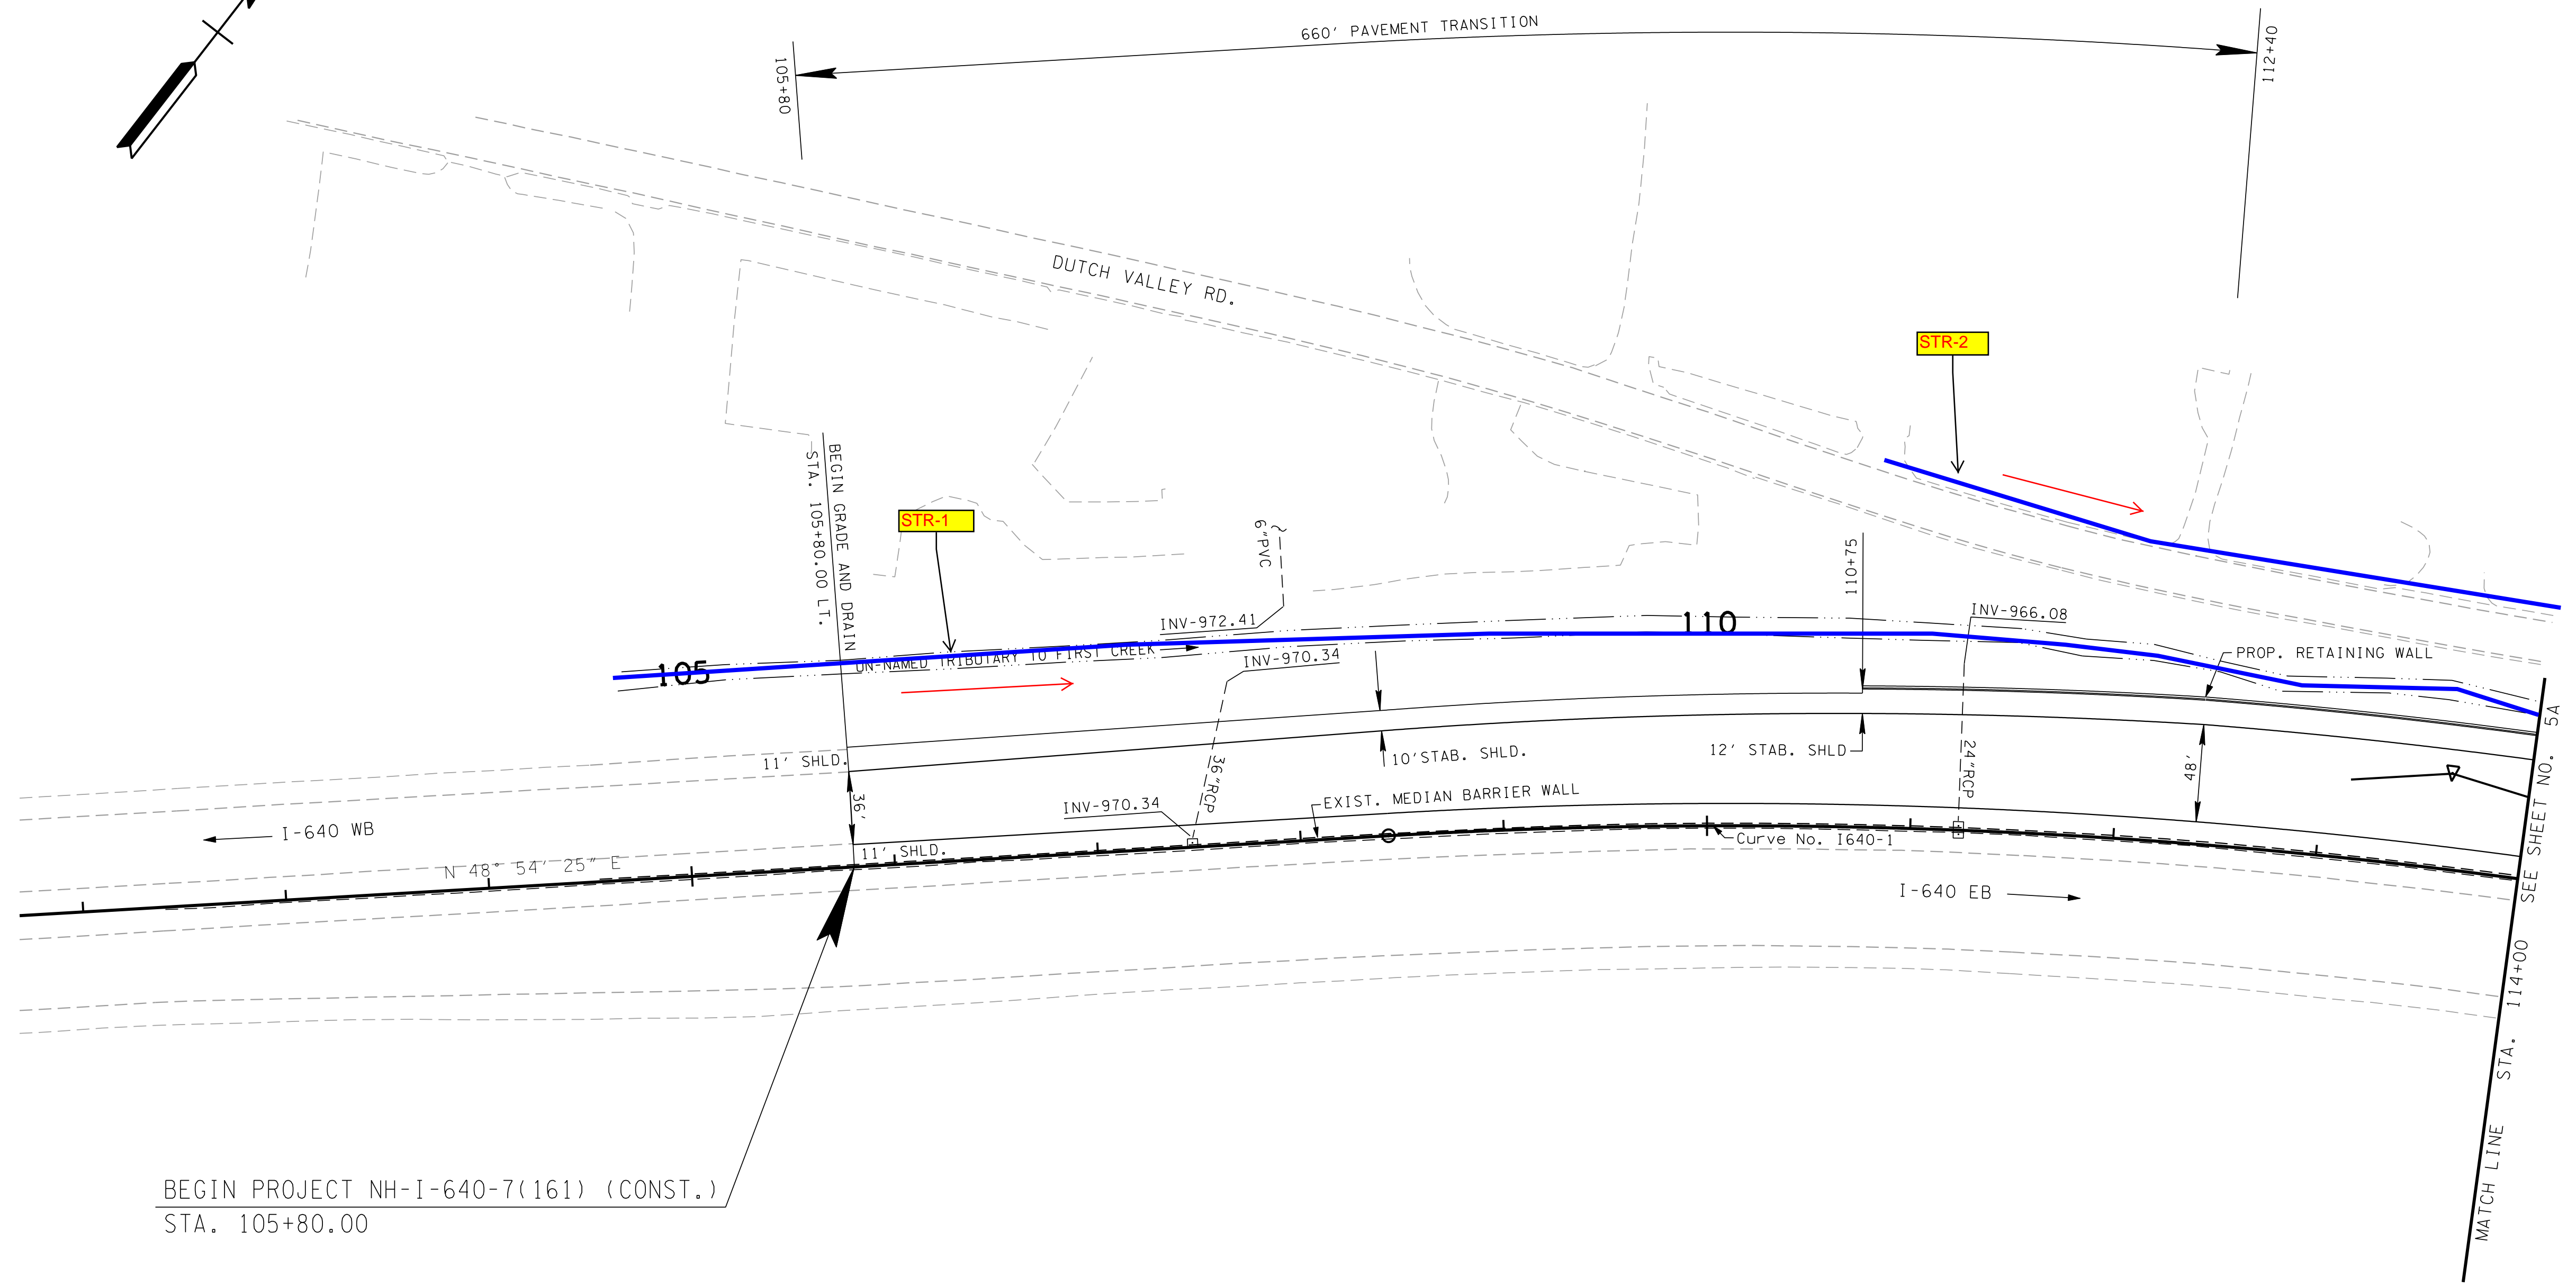 660' PAVEMENT TRANSITION
105+80
112+40
DUTCH VALLEY RD.
STR-2
BEGIN GRADE AND DRAIN
STA. 105+80.00 LT.
STR-1
6"PVC
110+75
INV-972.41
110
INV-966.08
105
UN-NAMED TRIBUTARY TO FIRST CREEK
INV-970.34
PROP. RETAINING WALL
11' SHLD.
36"RCP
10'STAB. SHLD.
12' STAB. SHLD
24"RCP
48'
36'
INV-970.34
EXIST. MEDIAN BARRIER WALL
I-640 WB
11' SHLD.
Curve No. I640-1
N 48° 54' 25" E
I-640 EB
MATCH LINE STA. 114+00 SEE SHEET NO. 5A
BEGIN PROJECT NH-I-640-7(161) (CONST.)
STA. 105+80.00